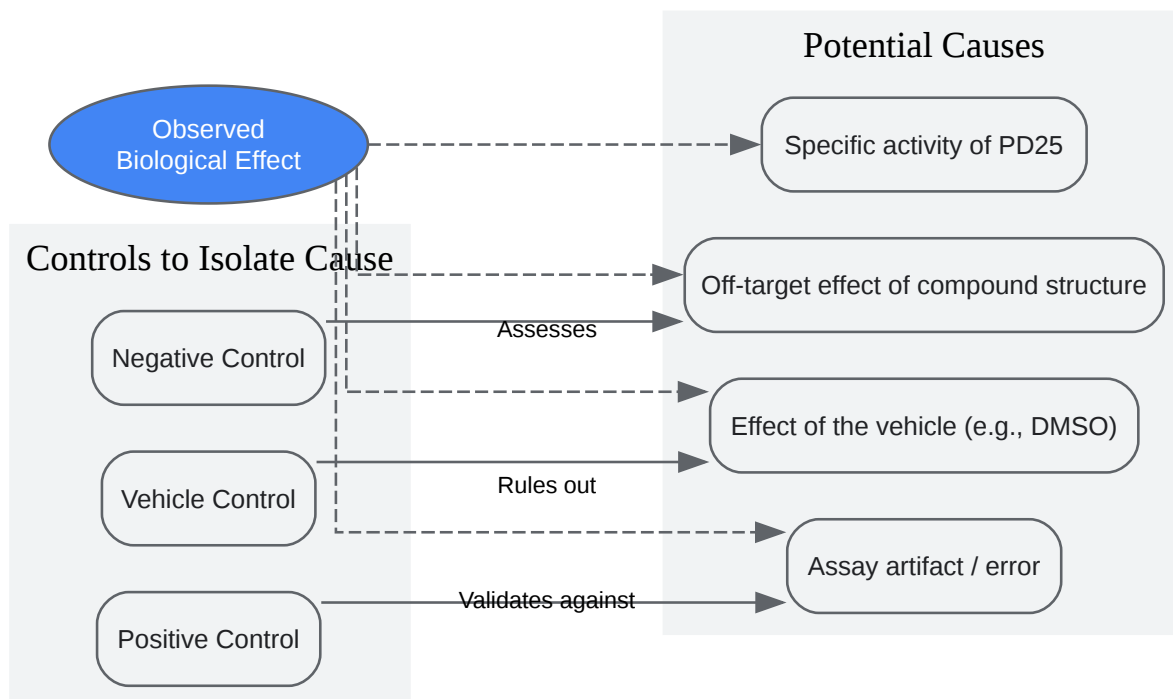 Potential Causes
Observed
Biological Effect
Specific activity of PD25
Controls to Isolate Cause
Off-target effect of compound structure
Assesses
Negative Control
Effect of the vehicle (e.g., DMSO)
Rules out
Vehicle Control
Assay artifact / error
Validates against
Positive Control